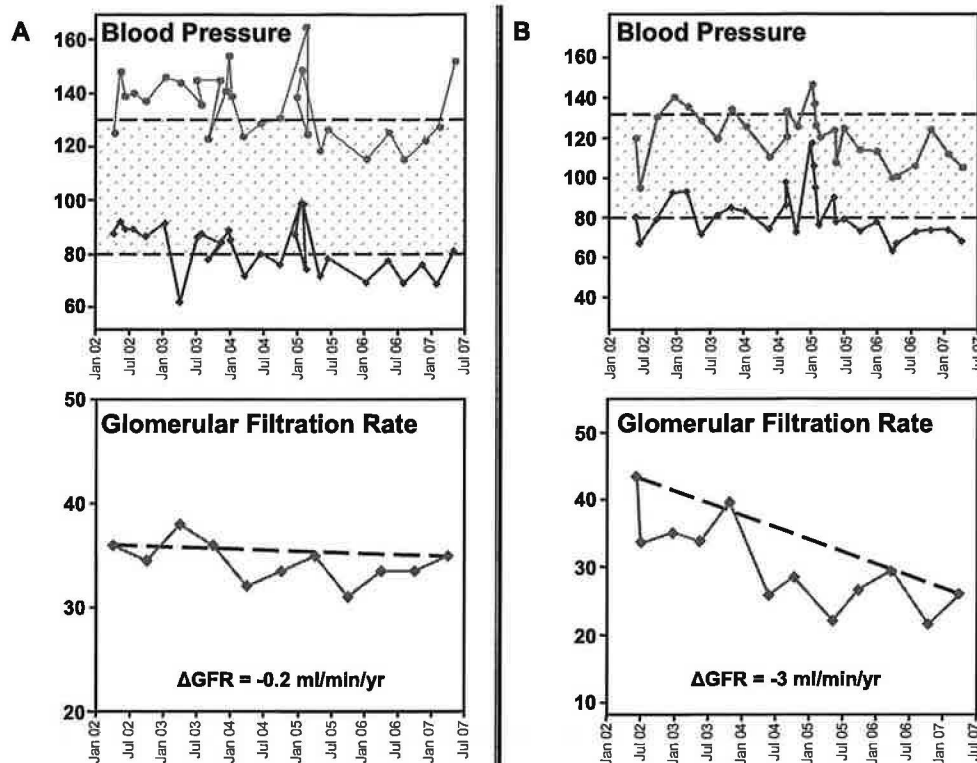 A
Blood Pressure
160
140
120
100
80
60
Jan 02
Jul 02
Jan 03
Jul 03
Jan 04
Jul 04
Jan 05
Jul 05
Jan 06
Jul 06
Jan 07
Jul 07
50
Glomerular Filtration Rate
40
30
20
ΔGFR = -0.2 ml/min/yr
Jan 02
Jul 02
Jan 03
Jul 03
Jan 04
Jul 04
Jan 05
Jul 05
Jan 06
Jul 06
Jan 07
Jul 07
B
Blood Pressure
160
140
120
100
80
60
40
Jan 02
Jul 02
Jan 03
Jul 03
Jan 04
Jul 04
Jan 05
Jul 05
Jan 06
Jul 06
Jan 07
Jul 07
Glomerular Filtration Rate
50
40
30
20
10
ΔGFR = -3 ml/min/yr
Jan 02
Jul 02
Jan 03
Jul 03
Jan 04
Jul 04
Jan 05
Jul 05
Jan 06
Jul 06
Jan 07
Jul 07